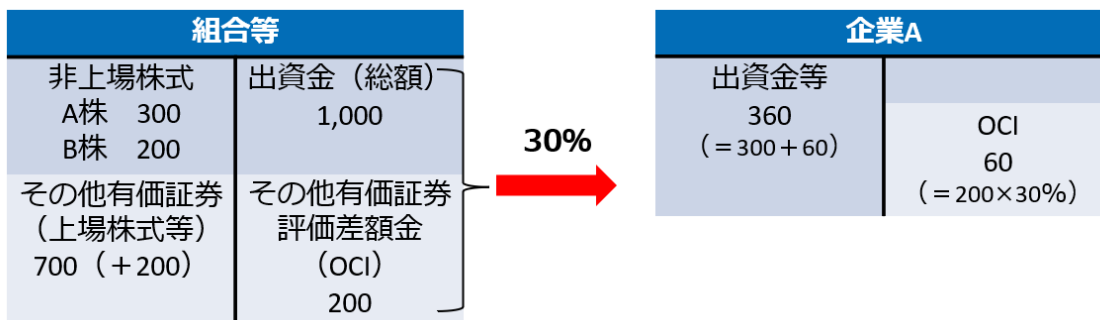 組合等
非上場株式
A株 300
B株 200
出資金（総額）
1,000
その他有価証券
（上場株式等）
700（＋200）
その他有価証券
評価差額金
（OCI）
200
30%
企業A
出資金等
360
（＝300＋60）
OCI
60
（＝200×30%）